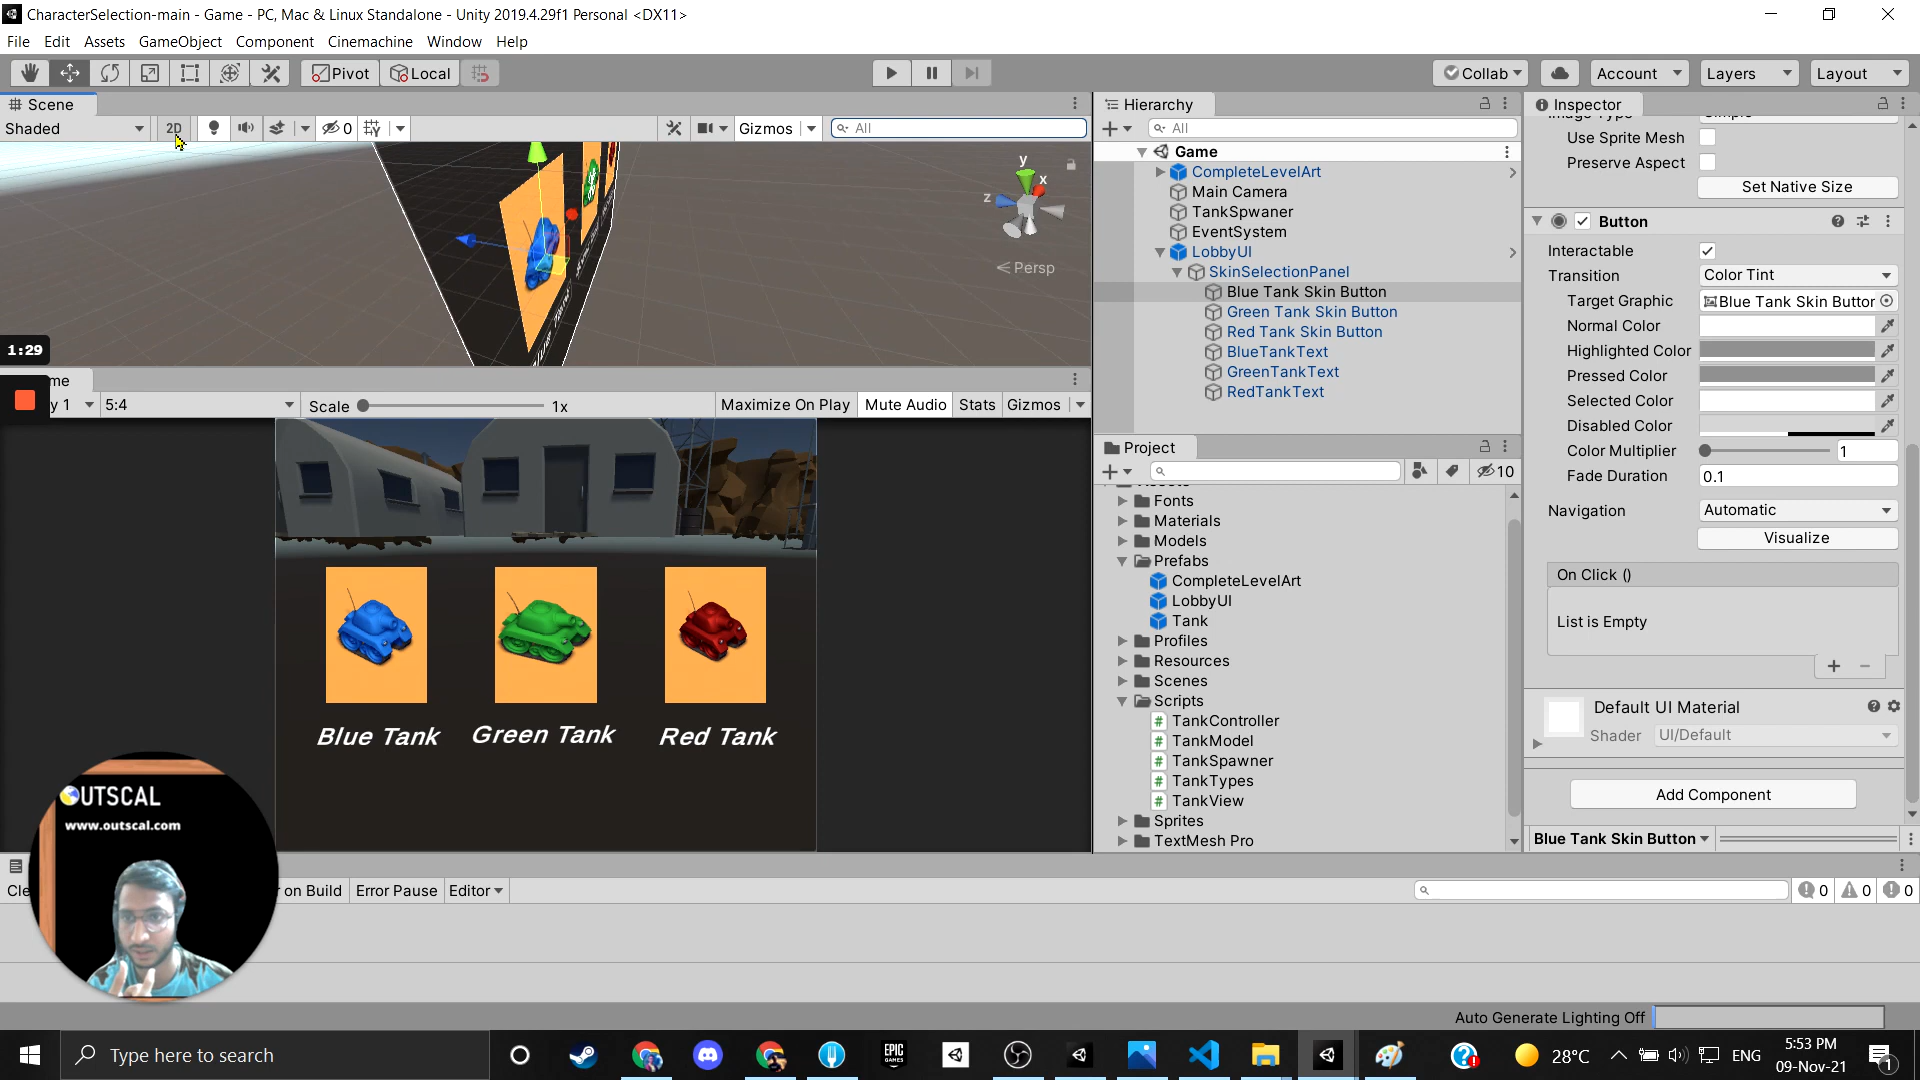 CharacterSelection-main - Game - PC, Mac & Linux Standalone - Unity 2019.4.29f1 Personal <DX11>
File Edit Assets GameObject Component Cinemachine Window Help
Pivot Local Collab Account Layers Layout
Scene
Shaded 2D 0 Gizmos All
y
x
z
Persp
1:29
me
y 1 5:4 Scale 1x Maximize On Play Mute Audio Stats Gizmos
Blue Tank Green Tank Red Tank
Hierarchy
All
Game
CompleteLevelArt
Main Camera
TankSpwaner
EventSystem
LobbyUI
SkinSelectionPanel
Blue Tank Skin Button
Green Tank Skin Button
Red Tank Skin Button
BlueTankText
GreenTankText
RedTankText
Project
10
Fonts
Materials
Models
Prefabs
CompleteLevelArt
LobbyUI
Tank
Profiles
Resources
Scenes
Scripts
TankController
TankModel
TankSpawner
TankTypes
TankView
Sprites
TextMesh Pro
Inspector
Use Sprite Mesh
Preserve Aspect
Set Native Size
Button
Interactable
Transition Color Tint
Target Graphic Blue Tank Skin Button
Normal Color
Highlighted Color
Pressed Color
Selected Color
Disabled Color
Color Multiplier 1
Fade Duration 0.1
Navigation Automatic
Visualize
On Click ()
List is Empty
Default UI Material
Shader UI/Default
Add Component
Blue Tank Skin Button
OUTSCAL
www.outscal.com
Cle r on Build Error Pause Editor 0 0 0
Auto Generate Lighting Off
Type here to search
EPIC GAMES
28°C ENG
5:53 PM
09-Nov-21
1